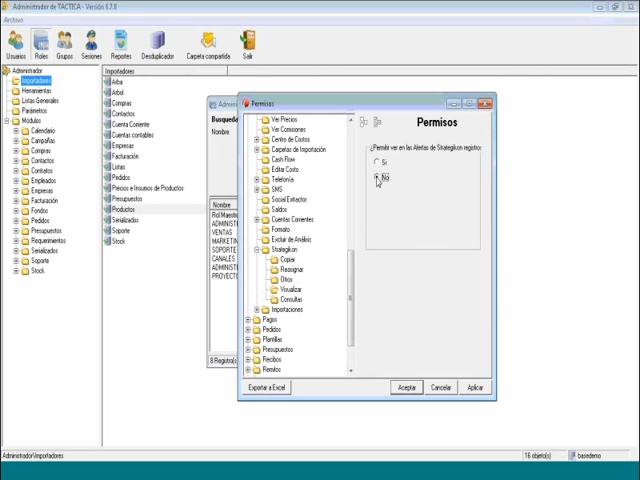 Administrador de TACTICA - Versión 6.7.8
Archivo
Usuarios
Roles
Grupos
Sesiones
Reportes
Desduplicador
Carpeta compartida
Salir
Administrador
Importadores
Herramientas
Listas Generales
Parámetros
Módulos
Calendario
Campañas
Compras
Contactos
Contactos
Empleados
Empresas
Facturación
Fondos
Pedidos
Presupuestos
Requerimientos
Serializados
Soporte
Stock
Importadores
Arba
Arbol
Compras
Contactos
Cuenta Corriente
Cuentas contables
Empresas
Facturación
Listas
Pedidos
Precios e Insumos de Productos
Presupuestos
Productos
Serializados
Soporte
Stock
Admini
Busqueda
Nombre
Nombre
Rol Maestro
ADMINIST
VENTAS
MARKETIN
SOPORTE
CANALES
ADMINIST
PROYECTO
8 Registro(s)
Permisos
Ver Precios
Ver Comisiones
Centro de Costos
Carpetas de Importación
Cash Flow
Editar Costo
Telefonía
SMS
Social Extractor
Saldos
Cuentas Corrientes
Formato
Excluir de Análisis
Strategikon
Copiar
Reasignar
Otros
Visualizar
Consultas
Importaciones
Pagos
Pedidos
Plantillas
Presupuestos
Recibos
Remitos
Permisos
¿Permitir ver en las Alertas de Strategikon registros
Si
No
Exportar a Excel
Aceptar
Cancelar
Aplicar
Administrador\Importadores
16 objeto(s)
basedemo